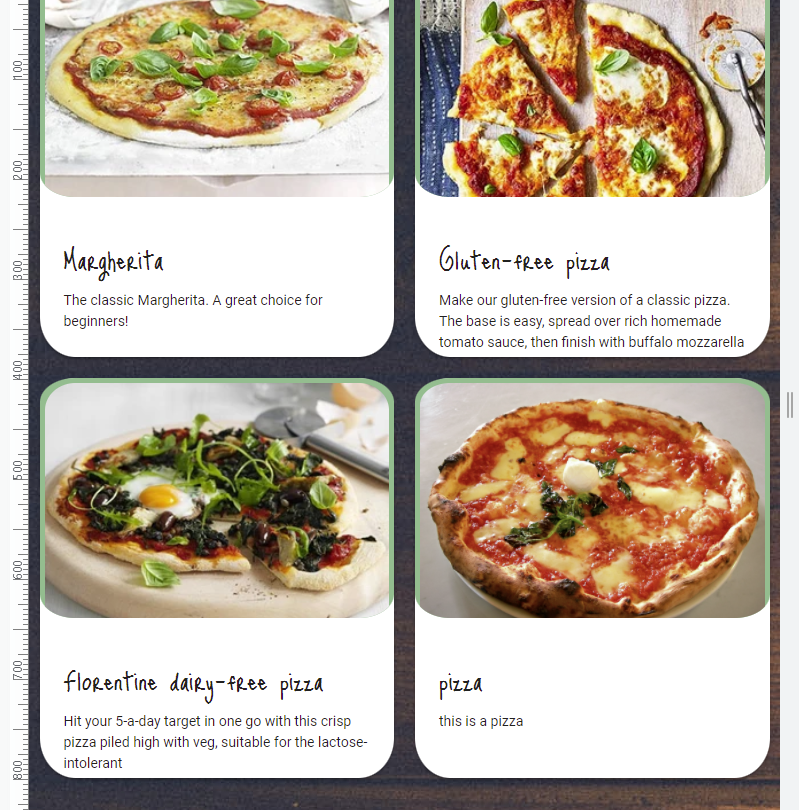 100
200
300
400
500
600
700
800
Margherita
The classic Margherita. A great choice for
beginners!
Gluten-free pizza
Make our gluten-free version of a classic pizza.
The base is easy, spread over rich homemade
tomato sauce, then finish with buffalo mozzarella
florentine dairy-free pizza
Hit your 5-a-day target in one go with this crisp
pizza piled high with veg, suitable for the lactose-
intolerant
pizza
this is a pizza